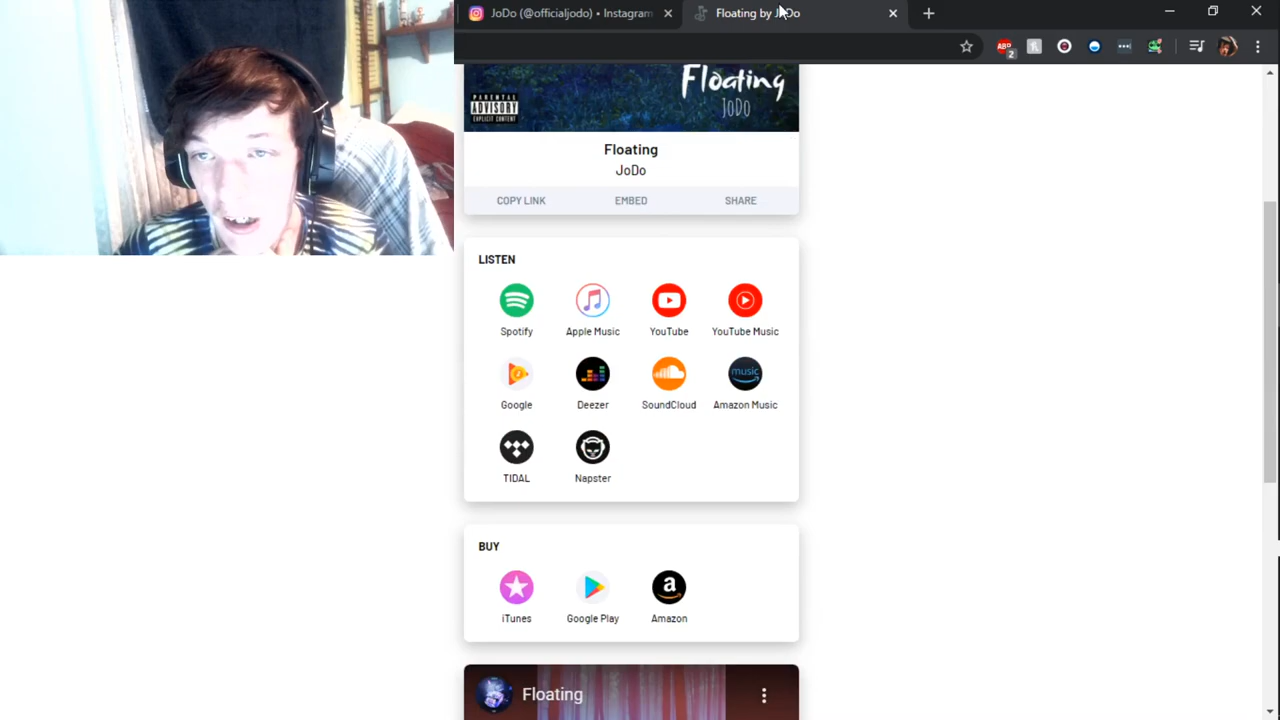 JoDo (@officialjodo) • Instagram
Floating by JoDo
ABP
2
Floating
JoDo
PARENTAL
ADVISORY
EXPLICIT CONTENT
Floating
JoDo
COPY LINK
EMBED
SHARE
LISTEN
Spotify
Apple Music
YouTube
YouTube Music
Google
Deezer
SoundCloud
music
Amazon Music
TIDAL
Napster
BUY
iTunes
Google Play
a
Amazon
Floating